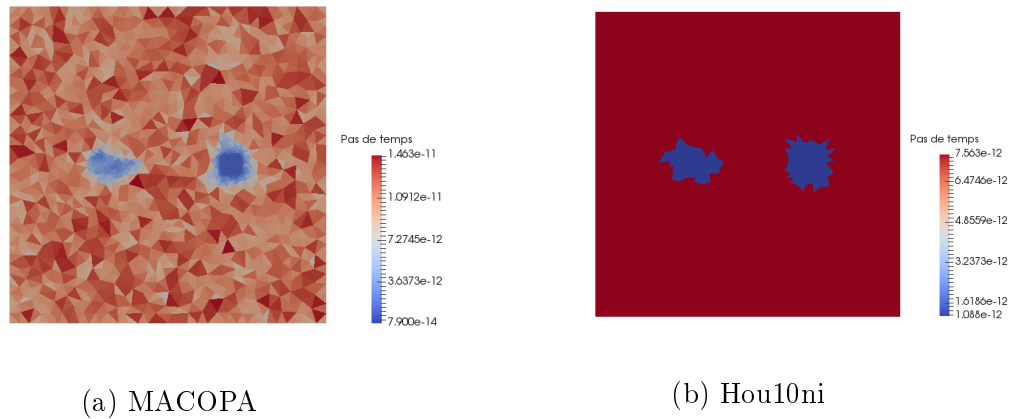 Pas de temps
1.463e-11
1.0912e-11
7.2745e-12
3.6373e-12
7.900e-14
(a) MACOPA
Pas de temps
7.563e-12
6.4746e-12
4.8559e-12
3.2373e-12
1.6186e-12
1.088e-12
(b) Hou10ni